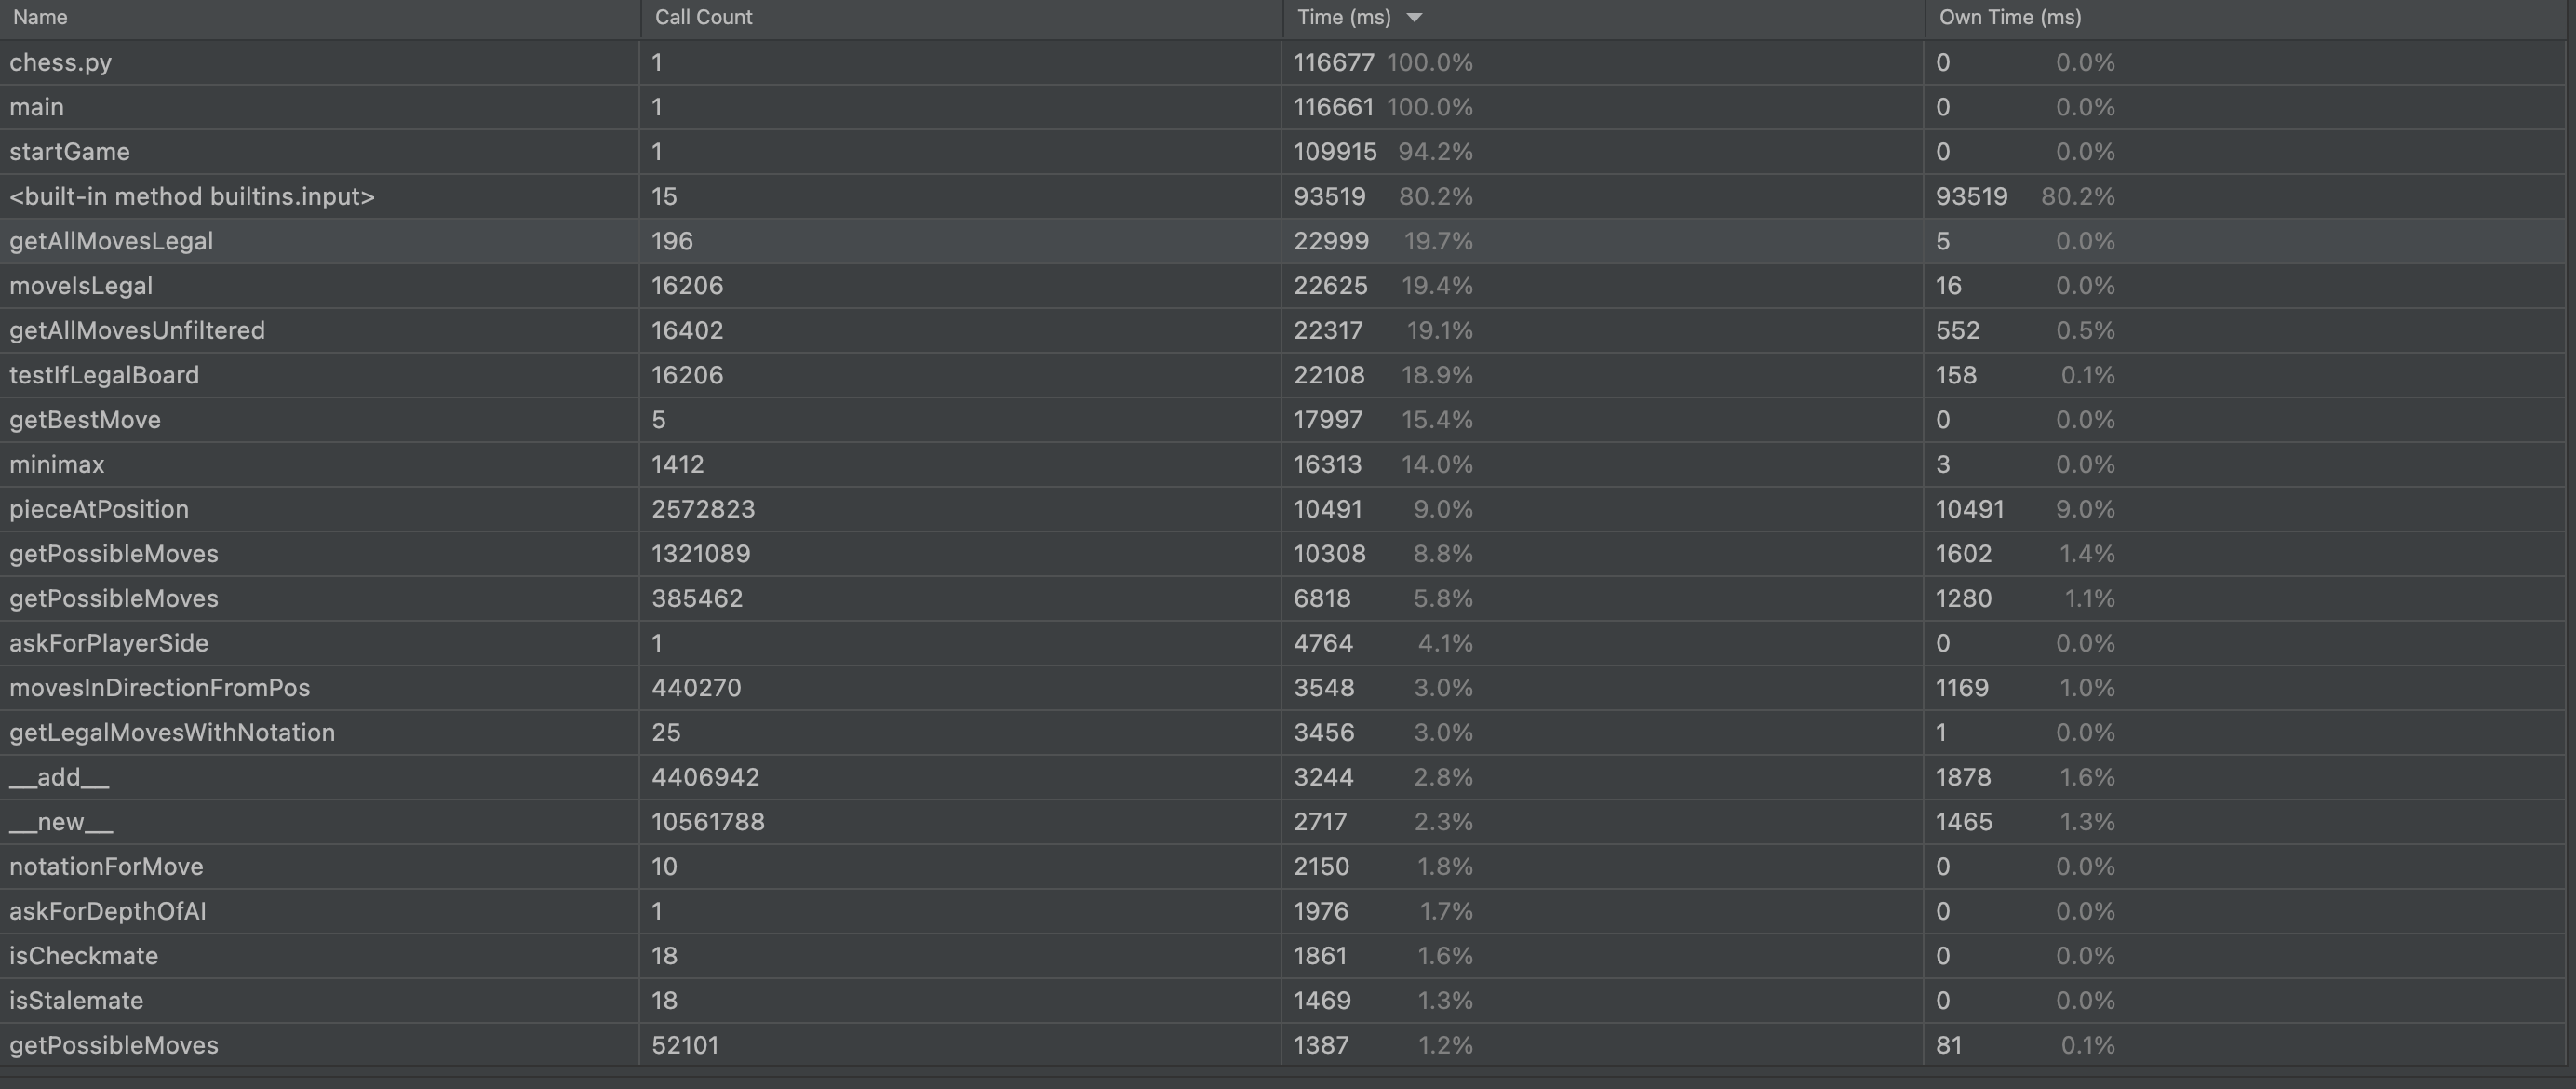 Name Call Count Time (ms) Own Time (ms)
chess.py 1 116677 100.0% 0 0.0%
main 1 116661 100.0% 0 0.0%
startGame 1 109915 94.2% 0 0.0%
<built-in method builtins.input> 15 93519 80.2% 93519 80.2%
getAllMovesLegal 196 22999 19.7% 5 0.0%
moveIsLegal 16206 22625 19.4% 16 0.0%
getAllMovesUnfiltered 16402 22317 19.1% 552 0.5%
testIfLegalBoard 16206 22108 18.9% 158 0.1%
getBestMove 5 17997 15.4% 0 0.0%
minimax 1412 16313 14.0% 3 0.0%
pieceAtPosition 2572823 10491 9.0% 10491 9.0%
getPossibleMoves 1321089 10308 8.8% 1602 1.4%
getPossibleMoves 385462 6818 5.8% 1280 1.1%
askForPlayerSide 1 4764 4.1% 0 0.0%
movesInDirectionFromPos 440270 3548 3.0% 1169 1.0%
getLegalMovesWithNotation 25 3456 3.0% 1 0.0%
__add__ 4406942 3244 2.8% 1878 1.6%
__new__ 10561788 2717 2.3% 1465 1.3%
notationForMove 10 2150 1.8% 0 0.0%
askForDepthOfAI 1 1976 1.7% 0 0.0%
isCheckmate 18 1861 1.6% 0 0.0%
isStalemate 18 1469 1.3% 0 0.0%
getPossibleMoves 52101 1387 1.2% 81 0.1%